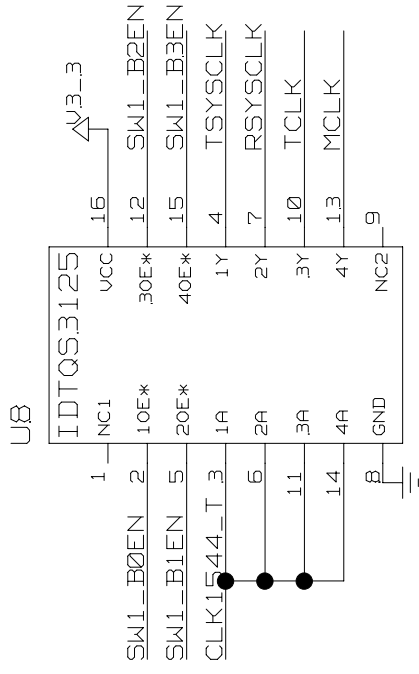 U8
IDTQS3125
1 NC1 VCC 16 V3_3
SW1_B0EN 2 1OE* 3OE* 12 SW1_B2EN
SW1_B1EN 5 2OE* 4OE* 15 SW1_B3EN
CLK1544_T 3 1A 1Y 4 TSYSCLK
6 2A 2Y 7 RSYSCLK
11 3A 3Y 10 TCLK
14 4A 4Y 13 MCLK
8 GND NC2 9